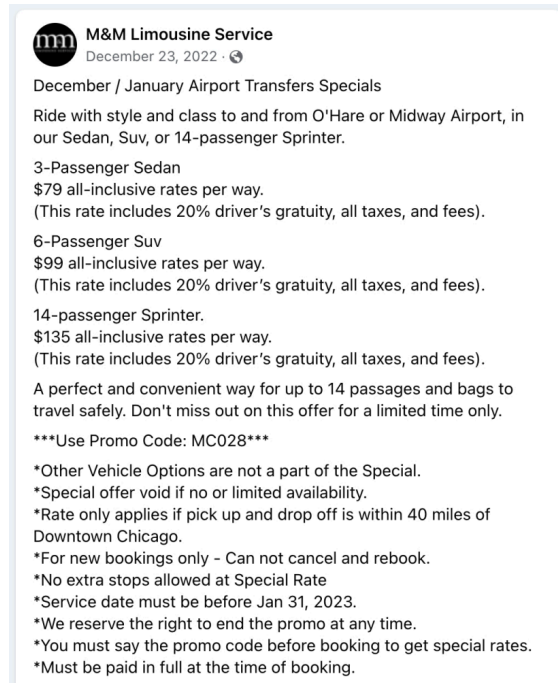 mm
M&M Limousine Service
December 23, 2022 ·
December / January Airport Transfers Specials
Ride with style and class to and from O'Hare or Midway Airport, in
our Sedan, Suv, or 14-passenger Sprinter.
3-Passenger Sedan
$79 all-inclusive rates per way.
(This rate includes 20% driver's gratuity, all taxes, and fees).
6-Passenger Suv
$99 all-inclusive rates per way.
(This rate includes 20% driver's gratuity, all taxes, and fees).
14-passenger Sprinter.
$135 all-inclusive rates per way.
(This rate includes 20% driver's gratuity, all taxes, and fees).
A perfect and convenient way for up to 14 passages and bags to
travel safely. Don't miss out on this offer for a limited time only.
***Use Promo Code: MC028***
*Other Vehicle Options are not a part of the Special.
*Special offer void if no or limited availability.
*Rate only applies if pick up and drop off is within 40 miles of
Downtown Chicago.
*For new bookings only - Can not cancel and rebook.
*No extra stops allowed at Special Rate
*Service date must be before Jan 31, 2023.
*We reserve the right to end the promo at any time.
*You must say the promo code before booking to get special rates.
*Must be paid in full at the time of booking.